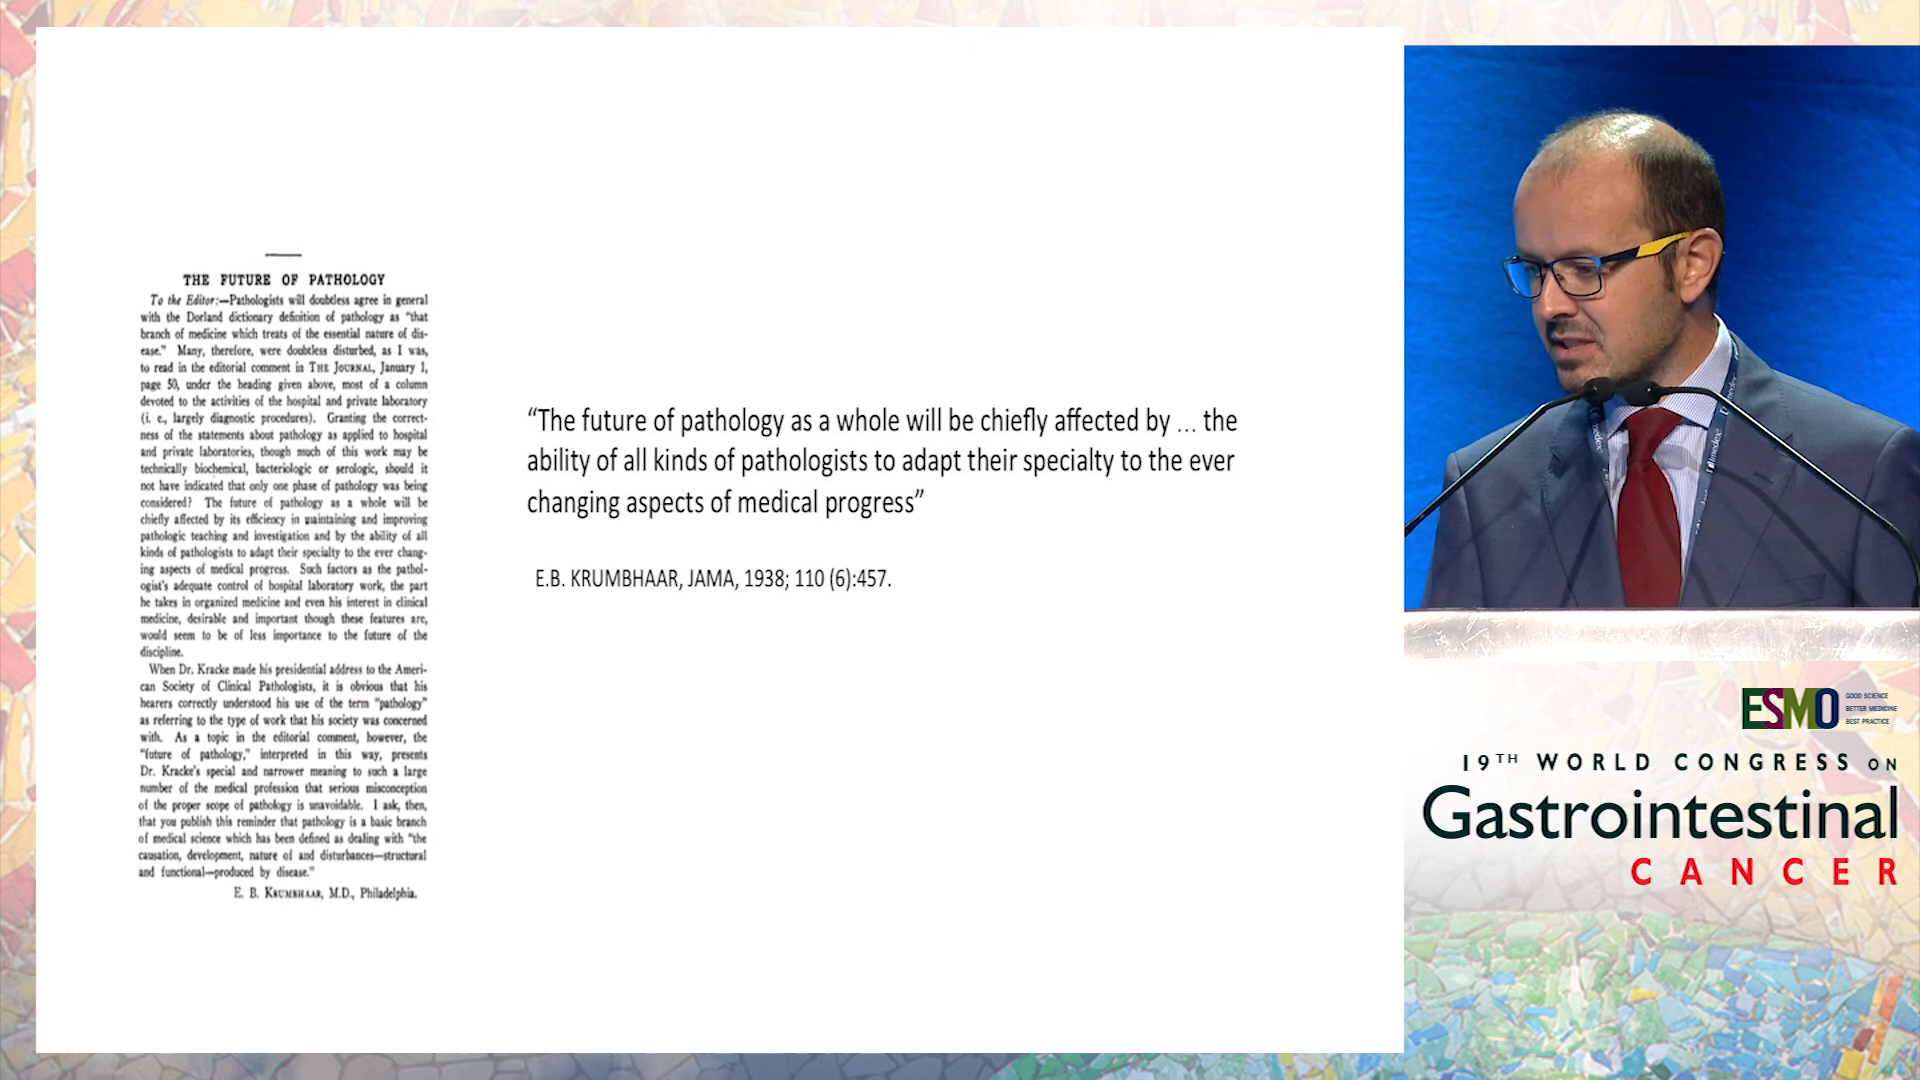 THE FUTURE OF PATHOLOGY
To the Editor:—Pathologists will doubtless agree in general
with the Dorland dictionary definition of pathology as "that
branch of medicine which treats of the essential nature of dis-
ease." Many, therefore, were doubtless disturbed, as I was,
to read in the editorial comment in THE JOURNAL, January 1,
page 50, under the heading given above, most of a column
devoted to the activities of the hospital and private laboratory
(i. e., largely diagnostic procedures). Granting the correct-
ness of the statements about pathology as applied to hospital
and private laboratories, though much of this work may be
technically biochemical, bacteriologic or serologic, should it
not have indicated that only one phase of pathology was being
considered? The future of pathology as a whole will be
chiefly affected by its efficiency in maintaining and improving
pathologic teaching and investigation and by the ability of all
kinds of pathologists to adapt their specialty to the ever chang-
ing aspects of medical progress. Such factors as the pathol-
ogist's adequate control of hospital laboratory work, the part
he takes in organized medicine and even his interest in clinical
medicine, desirable and important though these features are,
would seem to be of less importance to the future of the
discipline.
When Dr. Kracke made his presidential address to the Ameri-
can Society of Clinical Pathologists, it is obvious that his
hearers correctly understood his use of the term "pathology"
as referring to the type of work that his society was concerned
with. As a topic in the editorial comment, however, the
"future of pathology," interpreted in this way, presents
Dr. Kracke's special and narrower meaning to such a large
number of the medical profession that serious misconception
of the proper scope of pathology is unavoidable. I ask, then,
that you publish this reminder that pathology is a basic branch
of medical science which has been defined as dealing with "the
causation, development, nature of and disturbances—structural
and functional—produced by disease."
E. B. KRUMBHAAR, M.D., Philadelphia.
“The future of pathology as a whole will be chiefly affected by … the
ability of all kinds of pathologists to adapt their specialty to the ever
changing aspects of medical progress”
E.B. KRUMBHAAR, JAMA, 1938; 110 (6):457.
ESMO
GOOD SCIENCE
BETTER MEDICINE
BEST PRACTICE
19TH WORLD CONGRESS ON
Gastrointestinal
CANCER